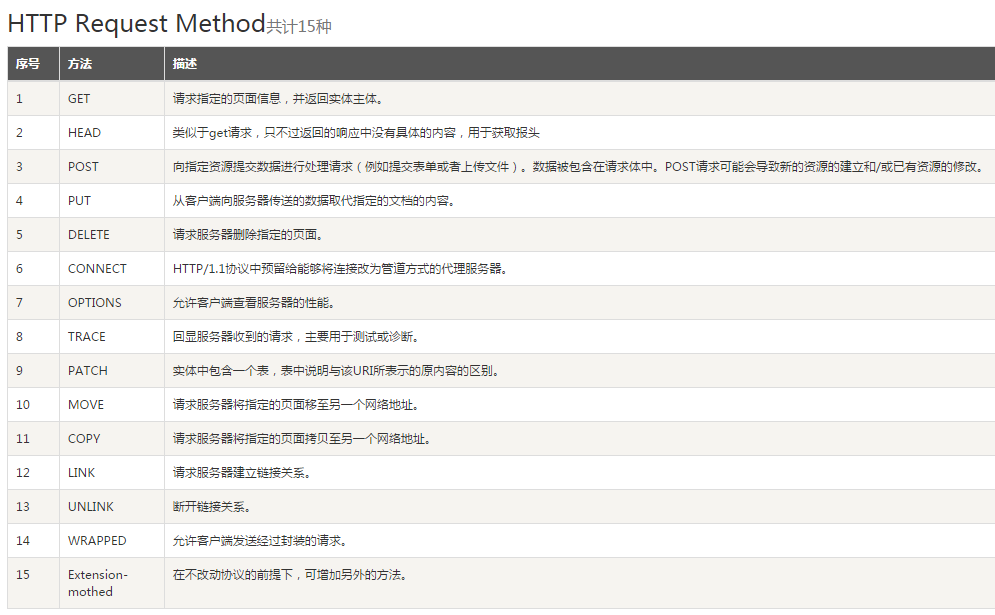 HTTP Request Method共计15种
序号 方法 描述
1 GET 请求指定的页面信息，并返回实体主体。
2 HEAD 类似于get请求，只不过返回的响应中没有具体的内容，用于获取报头
3 POST 向指定资源提交数据进行处理请求（例如提交表单或者上传文件）。数据被包含在请求体中。POST请求可能会导致新的资源的建立和/或已有资源的修改。
4 PUT 从客户端向服务器传送的数据取代指定的文档的内容。
5 DELETE 请求服务器删除指定的页面。
6 CONNECT HTTP/1.1协议中预留给能够将连接改为管道方式的代理服务器。
7 OPTIONS 允许客户端查看服务器的性能。
8 TRACE 回显服务器收到的请求，主要用于测试或诊断。
9 PATCH 实体中包含一个表，表中说明与该URI所表示的原内容的区别。
10 MOVE 请求服务器将指定的页面移至另一个网络地址。
11 COPY 请求服务器将指定的页面拷贝至另一个网络地址。
12 LINK 请求服务器建立链接关系。
13 UNLINK 断开链接关系。
14 WRAPPED 允许客户端发送经过封装的请求。
15 Extension- 在不改动协议的前提下，可增加另外的方法。
mothed